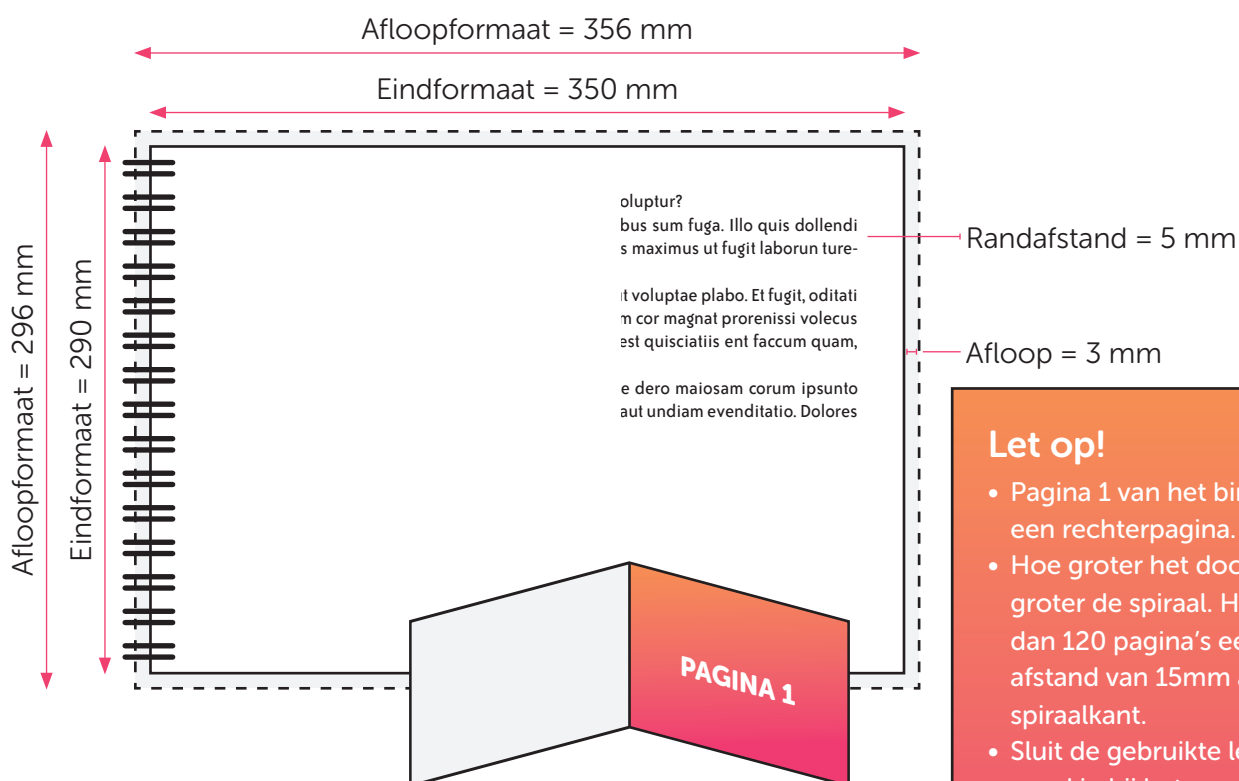 Afloopformaat = 356 mm
Eindformaat = 350 mm
Afloopformaat = 296 mm
Eindformaat = 290 mm
oluptur?
bus sum fuga. Illo quis dollendi
s maximus ut fugit laborun ture-
t voluptae plabo. Et fugit, oditati
m cor magnat prorenissi volecus
est quisciatiis ent faccum quam,
e dero maiosam corum ipsunto
aut undiam evenditatio. Dolores
Randafstand = 5 mm
Afloop = 3 mm
Let op!
• Pagina 1 van het bin
een rechterpagina.
• Hoe groter het doo
groter de spiraal. H
dan 120 pagina's ee
afstand van 15mm
spiraalkant.
• Sluit de gebruikte le
PAGINA 1